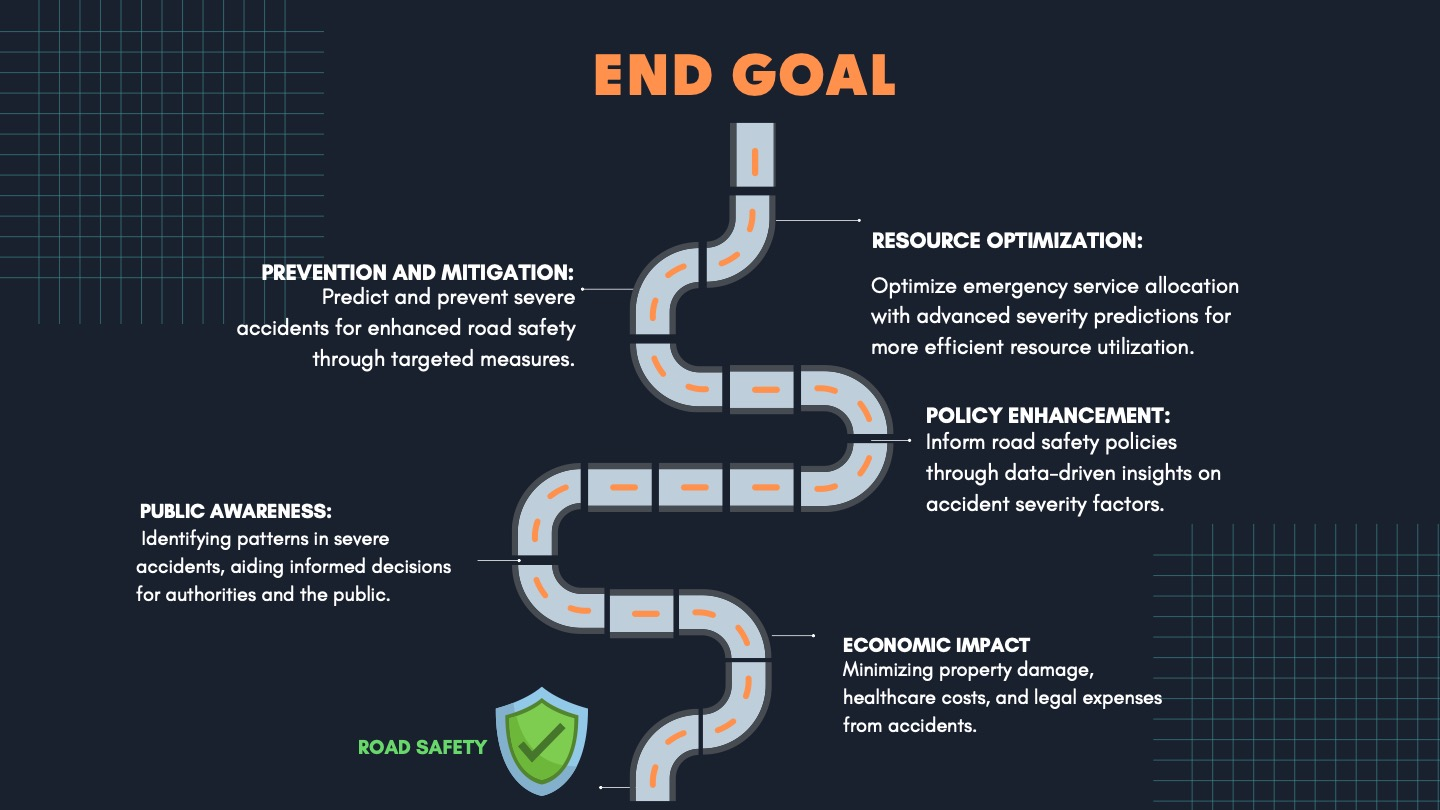 END GOAL
RESOURCE OPTIMIZATION:
Optimize emergency service allocation
with advanced severity predictions for
more efficient resource utilization.
PREVENTION AND MITIGATION:
Predict and prevent severe
accidents for enhanced road safety
through targeted measures.
POLICY ENHANCEMENT:
Inform road safety policies
through data-driven insights on
accident severity factors.
PUBLIC AWARENESS:
Identifying patterns in severe
accidents, aiding informed decisions
for authorities and the public.
ECONOMIC IMPACT
Minimizing property damage,
healthcare costs, and legal expenses
from accidents.
ROAD SAFETY